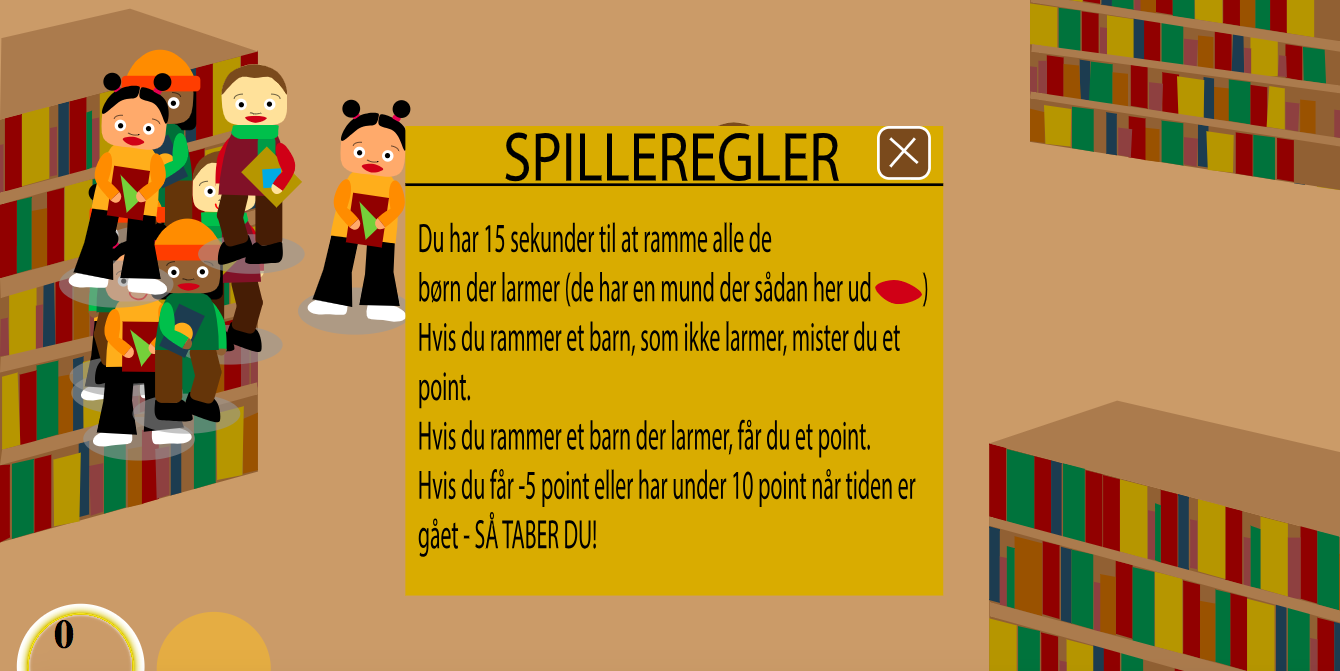 SPILLEREGLER
Du har 15 sekunder til at ramme alle de
børn der larmer (de har en mund der sådan her ud )
Hvis du rammer et barn, som ikke larmer, mister du et
point.
Hvis du rammer et barn der larmer, får du et point.
Hvis du får -5 point eller har under 10 point når tiden er
gået - SÅ TABER DU!
0